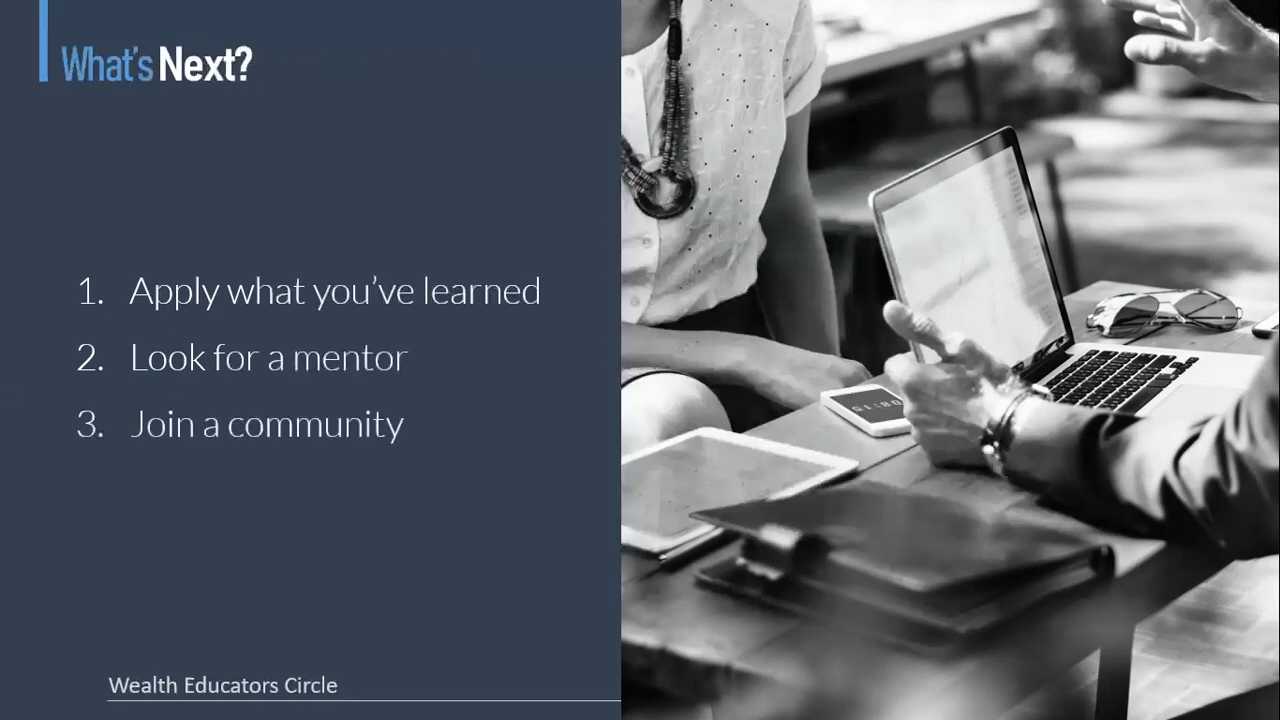 What's Next?
1. Apply what you've learned
2. Look for a mentor
3. Join a community
Wealth Educators Circle